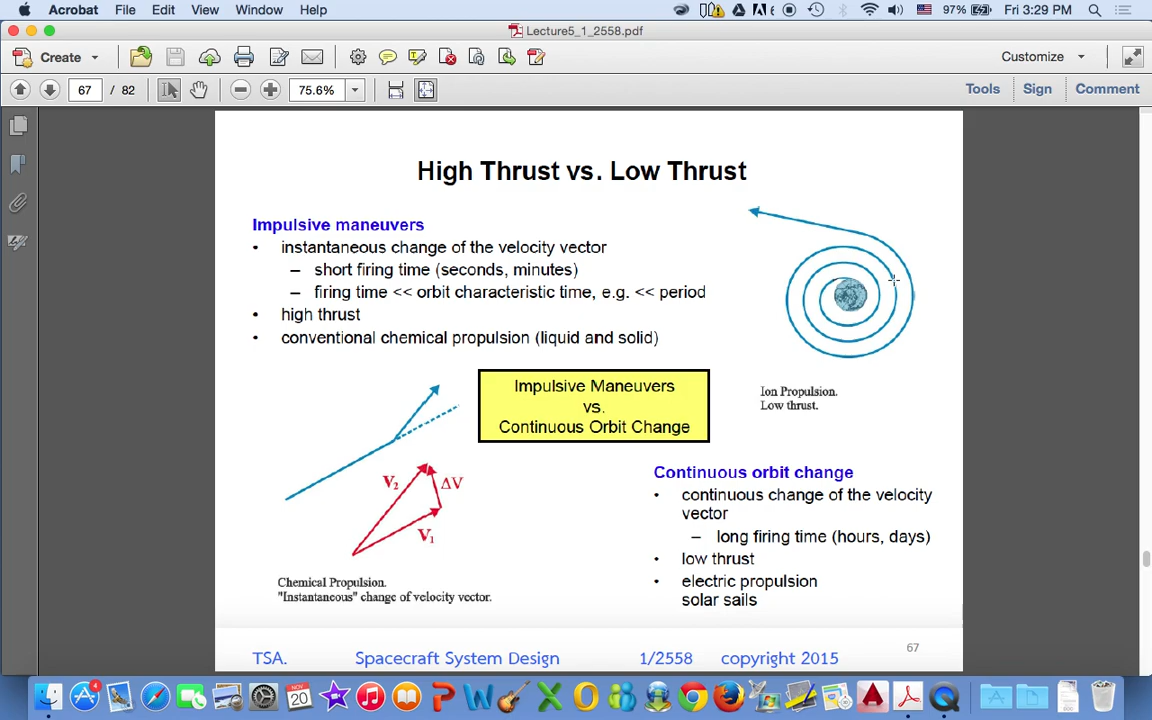 Acrobat File Edit View Window Help
6
97% Fri 3:29 PM
Lecture5_1_2558.pdf
Create
Customize
67 / 82
75.6%
Tools Sign Comment
High Thrust vs. Low Thrust
Impulsive maneuvers
• instantaneous change of the velocity vector
– short firing time (seconds, minutes)
– firing time << orbit characteristic time, e.g. << period
• high thrust
• conventional chemical propulsion (liquid and solid)
Impulsive Maneuvers
vs.
Continuous Orbit Change
Ion Propulsion.
Low thrust.
V₂
ΔV
V₁
Chemical Propulsion.
"Instantaneous" change of velocity vector.
Continuous orbit change
• continuous change of the velocity
vector
– long firing time (hours, days)
• low thrust
• electric propulsion
solar sails
67
TSA. Spacecraft System Design 1/2558 copyright 2015
4
NOV
20